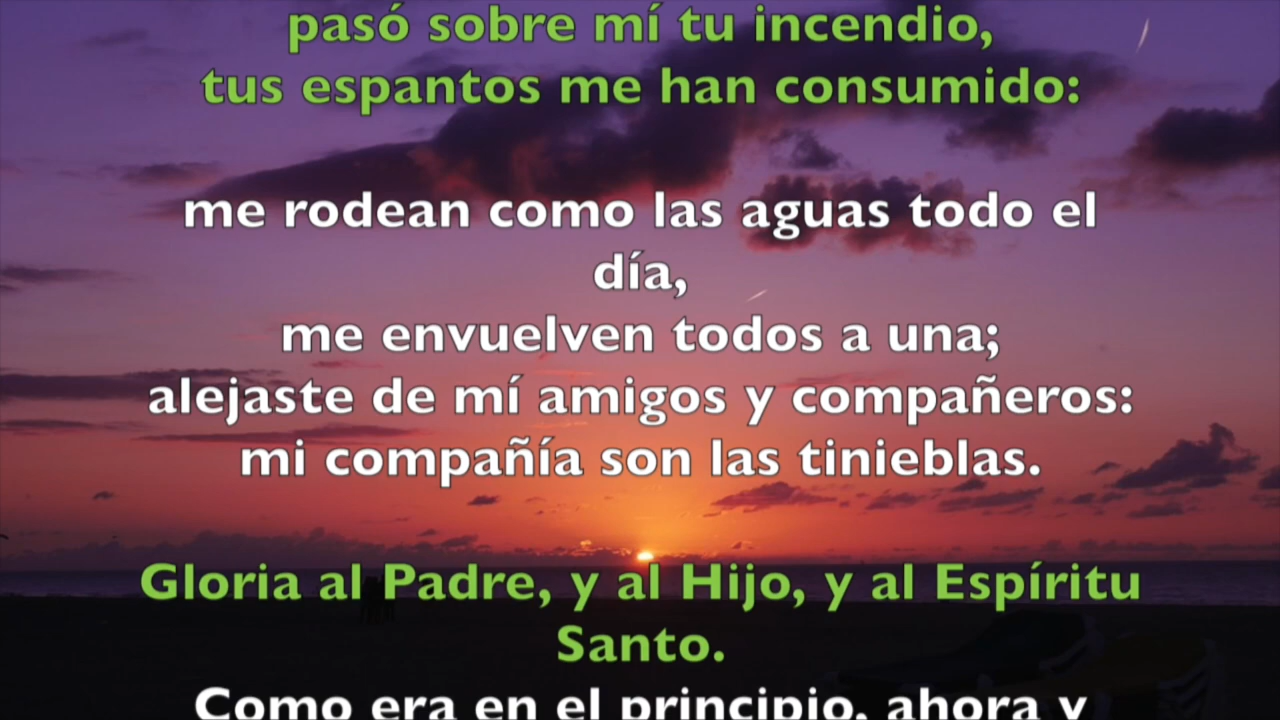 pasó sobre mí tu incendio,
tus espantos me han consumido:
me rodean como las aguas todo el
día,
me envuelven todos a una;
alejaste de mí amigos y compañeros:
mi compañía son las tinieblas.
Gloria al Padre, y al Hijo, y al Espíritu
Santo.
Como era en el principio, ahora y